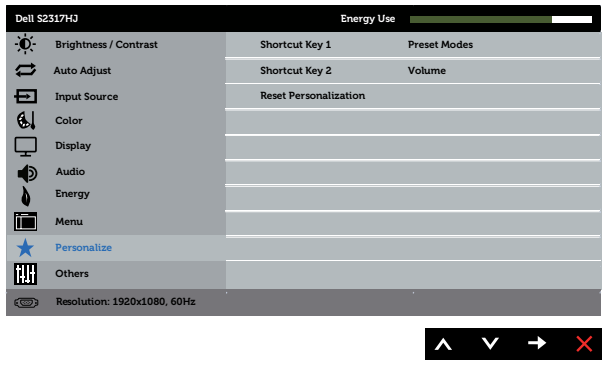 Dell S2317HJ Energy Use
Brightness / Contrast Shortcut Key 1 Preset Modes
Auto Adjust Shortcut Key 2 Volume
Input Source Reset Personalization
Color
Display
Audio
Energy
Menu
Personalize
Others
Resolution: 1920x1080, 60Hz